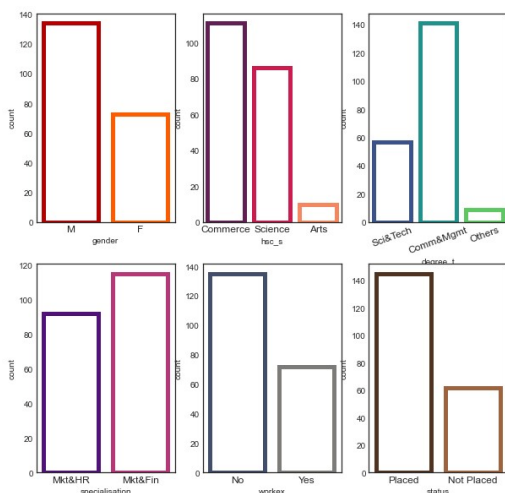 140
120
100
80
60
40
20
0
count
M F
gender
100
80
60
40
20
0
count
Commerce Science Arts
hsc_s
140
120
100
80
60
40
20
0
count
Sci&Tech Comm&Mgmt Others
degree_t
120
100
80
60
40
20
0
count
Mkt&HR Mkt&Fin
specialisation
140
120
100
80
60
40
20
0
count
No Yes
workex
140
120
100
80
60
40
20
0
count
Placed Not Placed
status